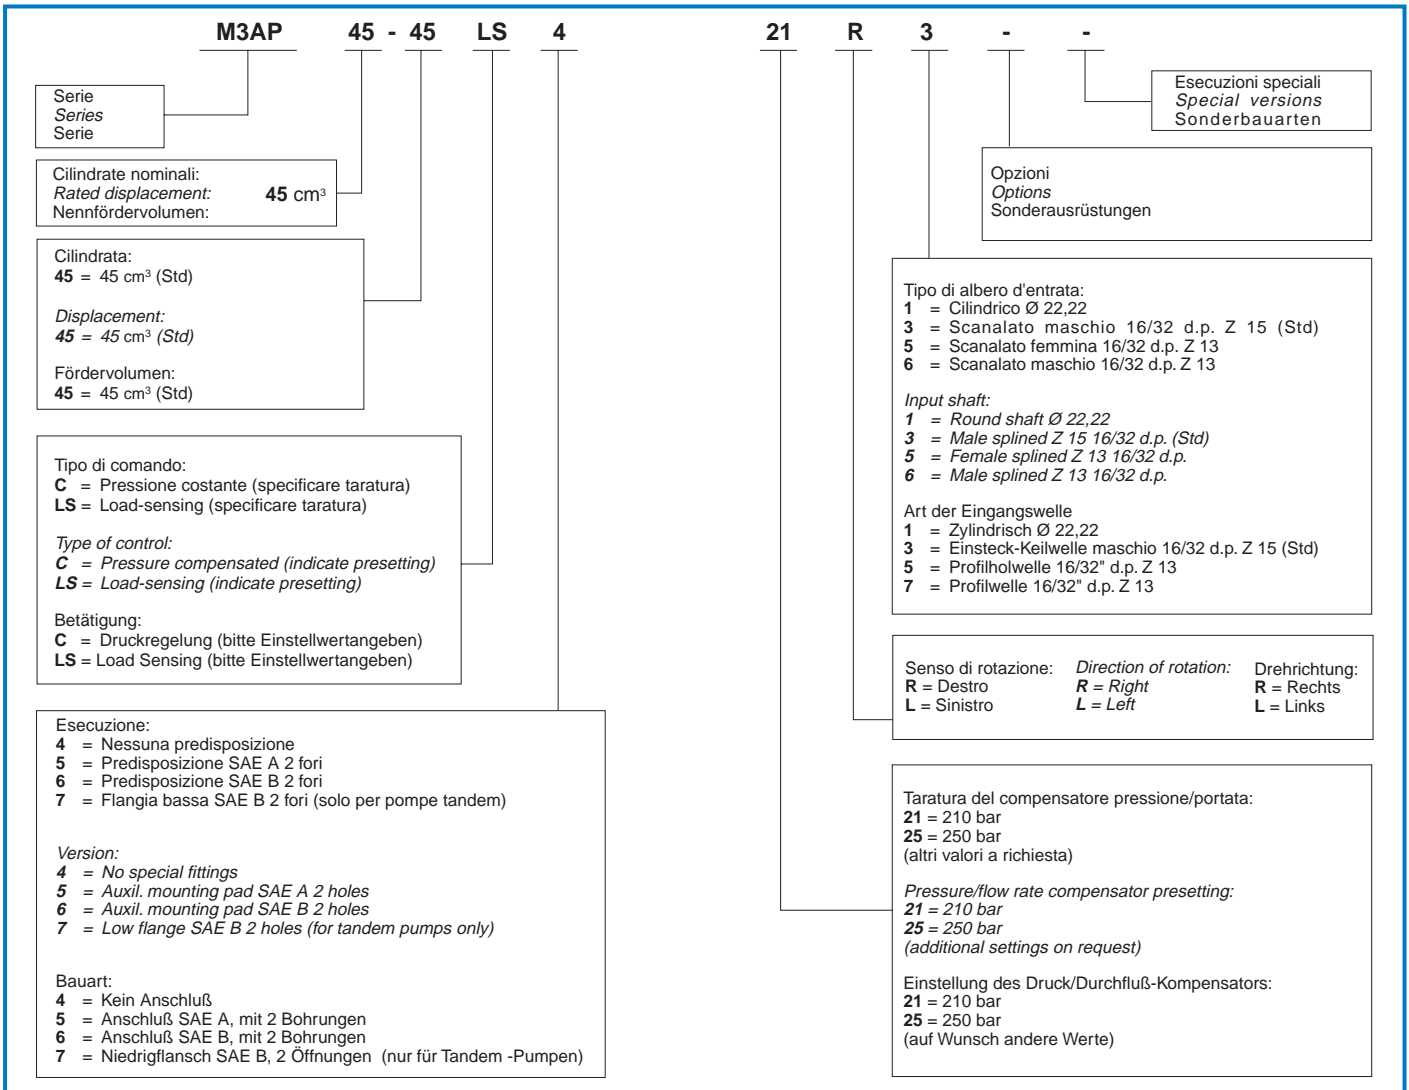 M3AP 45 - 45 LS 4 21 R 3 - -
Serie
Series
Serie
Cilindrate nominali:
Rated displacement: 45 cm³
Nennfördervolumen:
Cilindrata:
45 = 45 cm³ (Std)
Displacement:
45 = 45 cm³ (Std)
Fördervolumen:
45 = 45 cm³ (Std)
Tipo di comando:
C = Pressione costante (specificare taratura)
LS = Load-sensing (specificare taratura)
Type of control:
C = Pressure compensated (indicate presetting)
LS = Load-sensing (indicate presetting)
Betätigung:
C = Druckregelung (bitte Einstellwertangeben)
LS = Load Sensing (bitte Einstellwertangeben)
Esecuzione:
4 = Nessuna predisposizione
5 = Predisposizione SAE A 2 fori
6 = Predisposizione SAE B 2 fori
7 = Flangia bassa SAE B 2 fori (solo per pompe tandem)
Version:
4 = No special fittings
5 = Auxil. mounting pad SAE A 2 holes
6 = Auxil. mounting pad SAE B 2 holes
7 = Low flange SAE B 2 holes (for tandem pumps only)
Bauart:
4 = Kein Anschluß
5 = Anschluß SAE A, mit 2 Bohrungen
6 = Anschluß SAE B, mit 2 Bohrungen
7 = Niedrigflansch SAE B, 2 Öffnungen (nur für Tandem -Pumpen)
Esecuzioni speciali
Special versions
Sonderbauarten
Opzioni
Options
Sonderausrüstungen
Tipo di albero d'entrata:
1 = Cilindrico Ø 22,22
3 = Scanalato maschio 16/32 d.p. Z 15 (Std)
5 = Scanalato femmina 16/32 d.p. Z 13
6 = Scanalato maschio 16/32 d.p. Z 13
Input shaft:
1 = Round shaft Ø 22,22
3 = Male splined Z 15 16/32 d.p. (Std)
5 = Female splined Z 13 16/32 d.p.
6 = Male splined Z 13 16/32 d.p.
Art der Eingangswelle
1 = Zylindrisch Ø 22,22
3 = Einsteck-Keilwelle maschio 16/32 d.p. Z 15 (Std)
5 = Profilholwelle 16/32" d.p. Z 13
7 = Profilwelle 16/32" d.p. Z 13
Senso di rotazione: Direction of rotation: Drehrichtung:
R = Destro R = Right R = Rechts
L = Sinistro L = Left L = Links
Taratura del compensatore pressione/portata:
21 = 210 bar
25 = 250 bar
(altri valori a richiesta)
Pressure/flow rate compensator presetting:
21 = 210 bar
25 = 250 bar
(additional settings on request)
Einstellung des Druck/Durchfluß-Kompensators:
21 = 210 bar
25 = 250 bar
(auf Wunsch andere Werte)